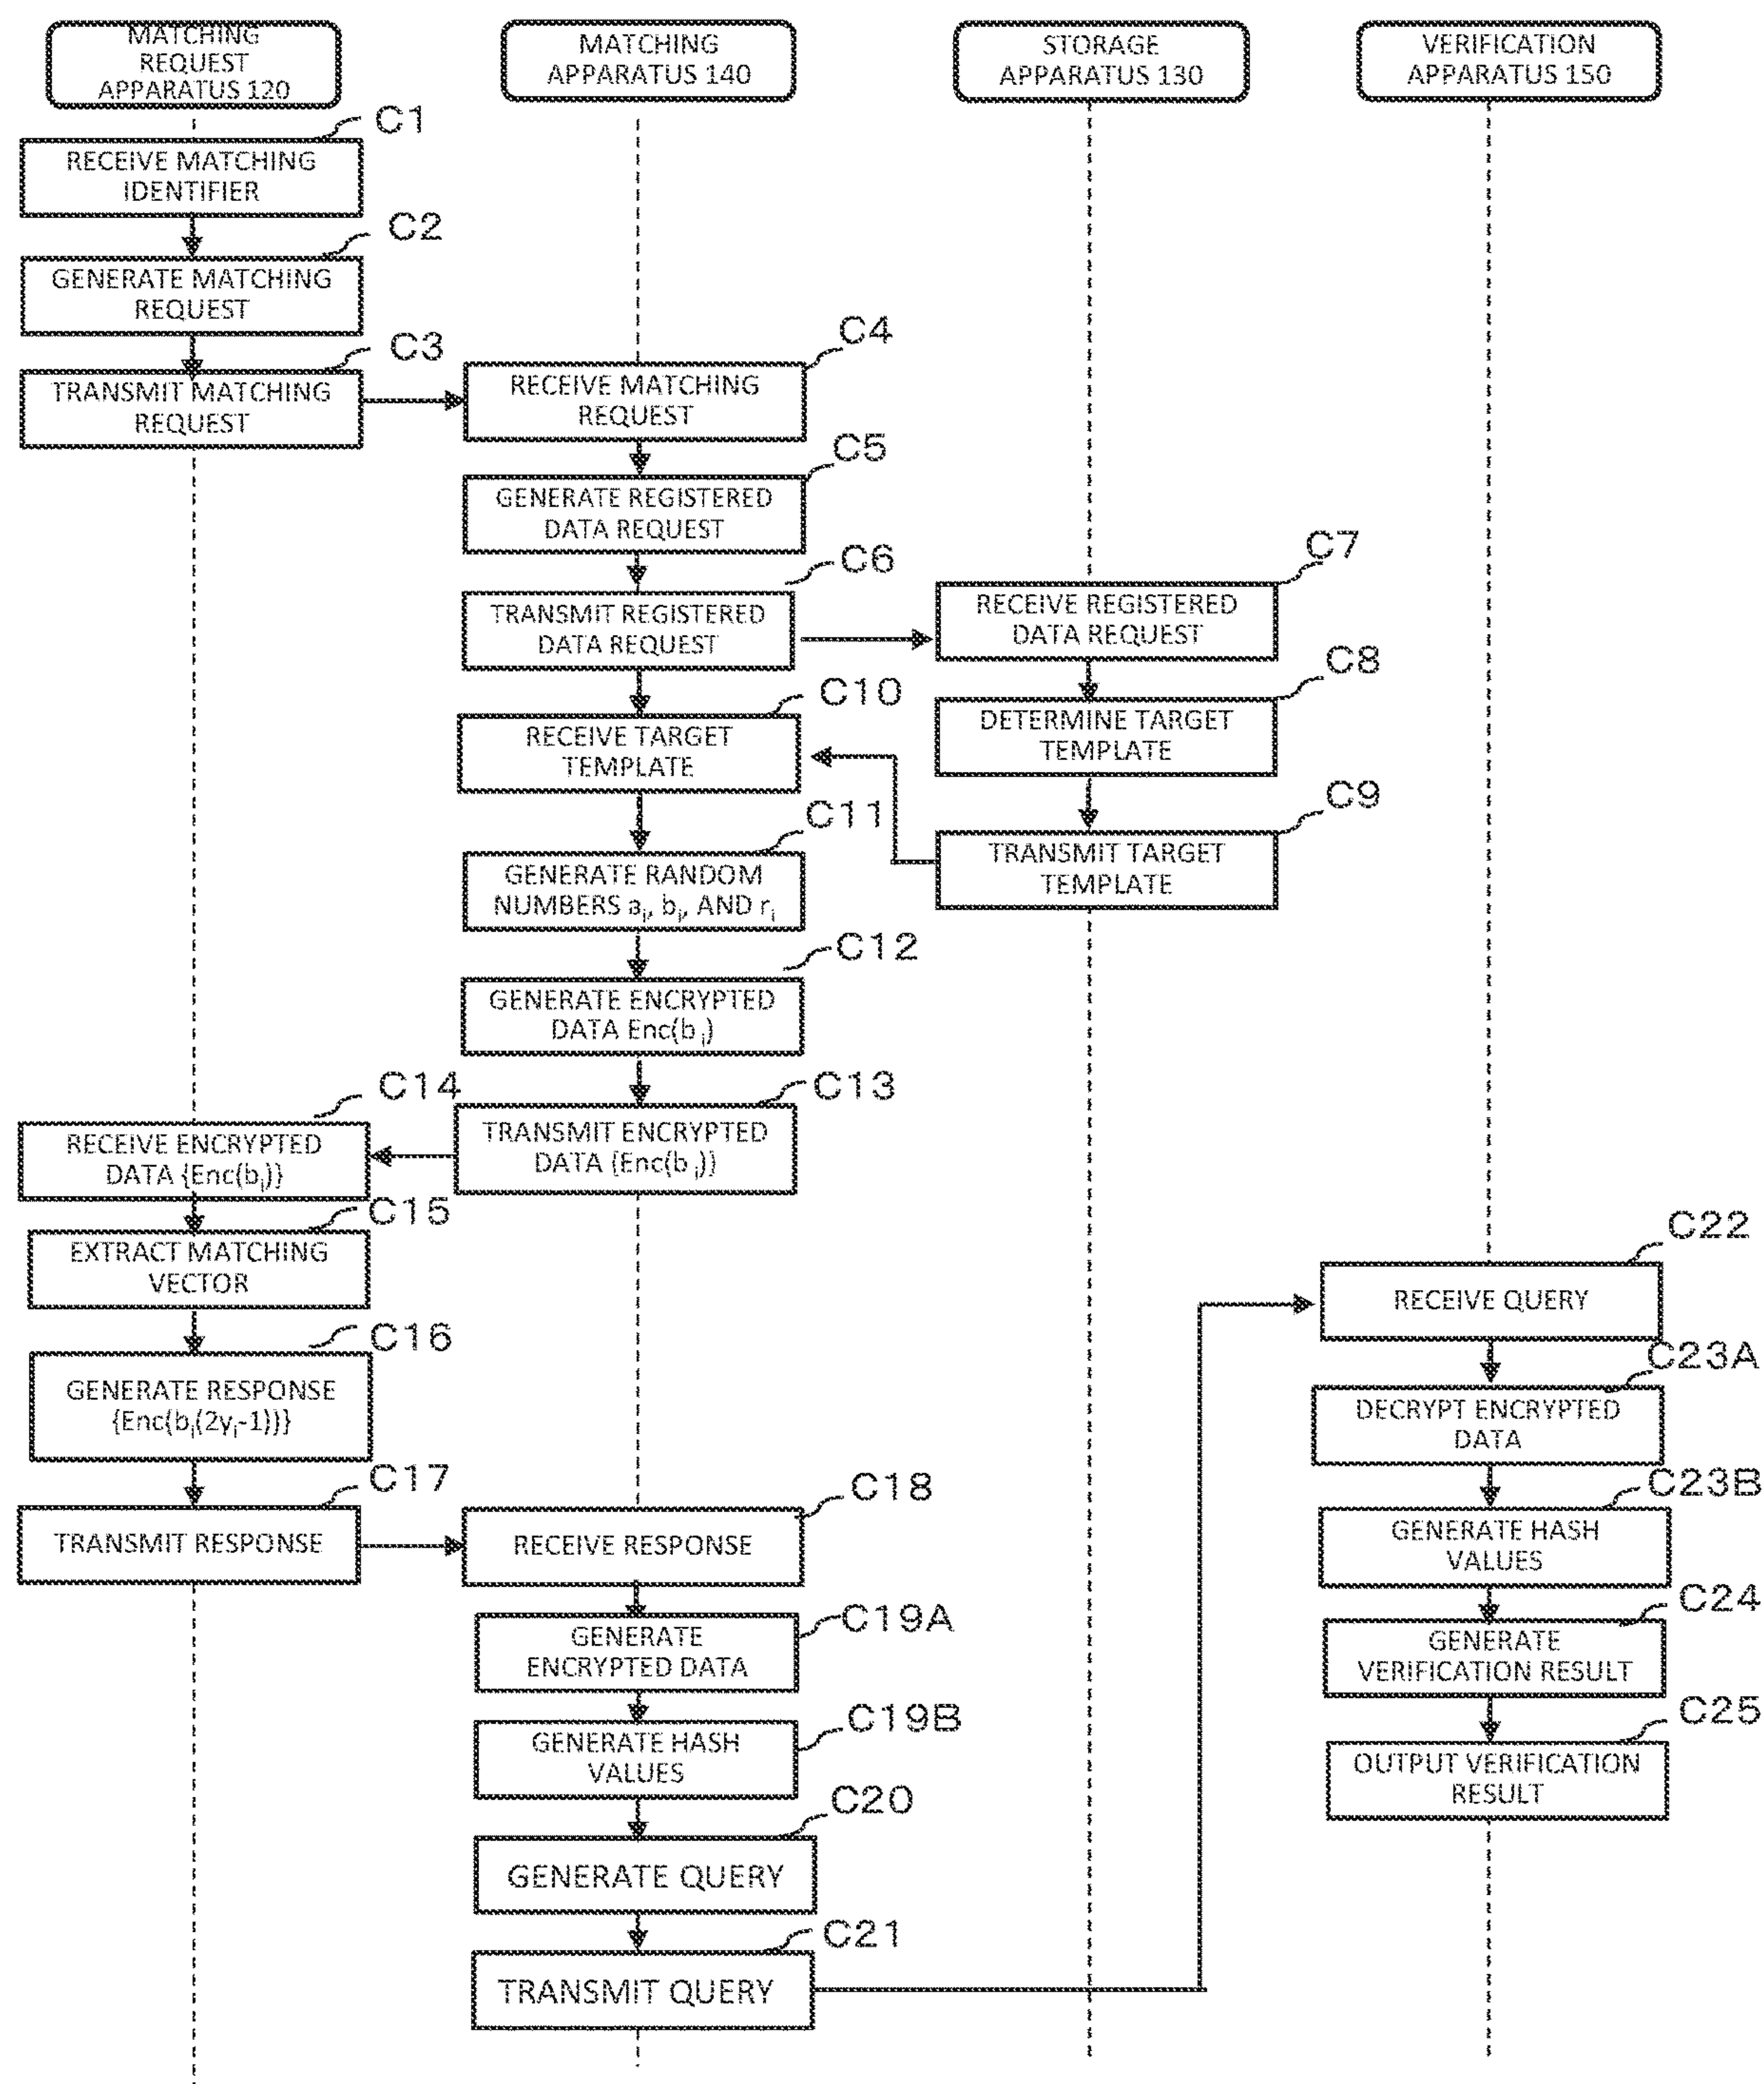 MATCHING
REQUEST
APPARATUS 120
MATCHING
APPARATUS 140
STORAGE
APPARATUS 130
VERIFICATION
APPARATUS 150
C1
RECEIVE MATCHING
IDENTIFIER
C2
GENERATE MATCHING
REQUEST
C3
TRANSMIT MATCHING
REQUEST
C4
RECEIVE MATCHING
REQUEST
C5
GENERATE REGISTERED
DATA REQUEST
C6
TRANSMIT REGISTERED
DATA REQUEST
C7
RECEIVE REGISTERED
DATA REQUEST
C8
DETERMINE TARGET
TEMPLATE
C9
TRANSMIT TARGET
TEMPLATE
C10
RECEIVE TARGET
TEMPLATE
C11
GENERATE RANDOM
NUMBERS ai, bi, AND ri
C12
GENERATE ENCRYPTED
DATA Enc(b i)
C13
TRANSMIT ENCRYPTED
DATA {Enc(b i)}
C14
RECEIVE ENCRYPTED
DATA {Enc(bi)}
C15
EXTRACT MATCHING
VECTOR
C16
GENERATE RESPONSE
{Enc(bi(2yi-1))}
C17
TRANSMIT RESPONSE
C18
RECEIVE RESPONSE
C19A
GENERATE
ENCRYPTED DATA
C19B
GENERATE HASH
VALUES
C20
GENERATE QUERY
C21
TRANSMIT QUERY
C22
RECEIVE QUERY
C23A
DECRYPT ENCRYPTED
DATA
C23B
GENERATE HASH
VALUES
C24
GENERATE
VERIFICATION RESULT
C25
OUTPUT VERIFICATION
RESULT